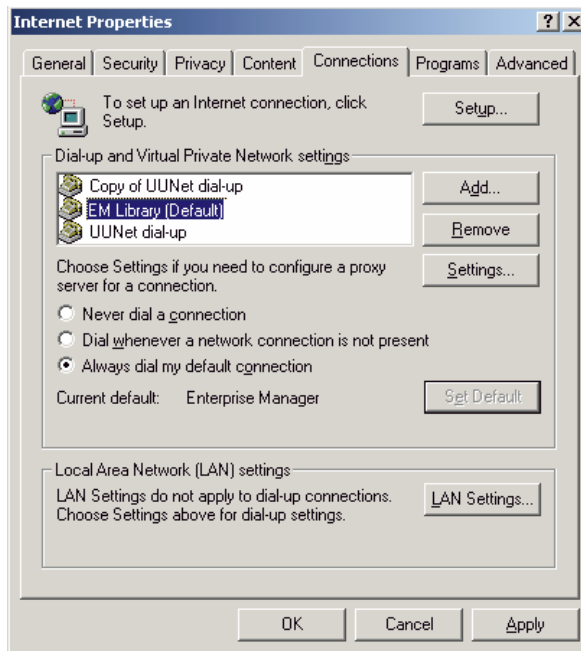 Internet Properties
? X
General Security Privacy Content Connections Programs Advanced
To set up an Internet connection, click
Setup.
Setup...
Dial-up and Virtual Private Network settings
Copy of UUNet dial-up
EM Library (Default)
UUNet dial-up
Add...
Remove
Choose Settings if you need to configure a proxy
server for a connection.
Settings...
Never dial a connection
Dial whenever a network connection is not present
Always dial my default connection
Current default: Enterprise Manager
Set Default
Local Area Network (LAN) settings
LAN Settings do not apply to dial-up connections.
Choose Settings above for dial-up settings.
LAN Settings...
OK Cancel Apply